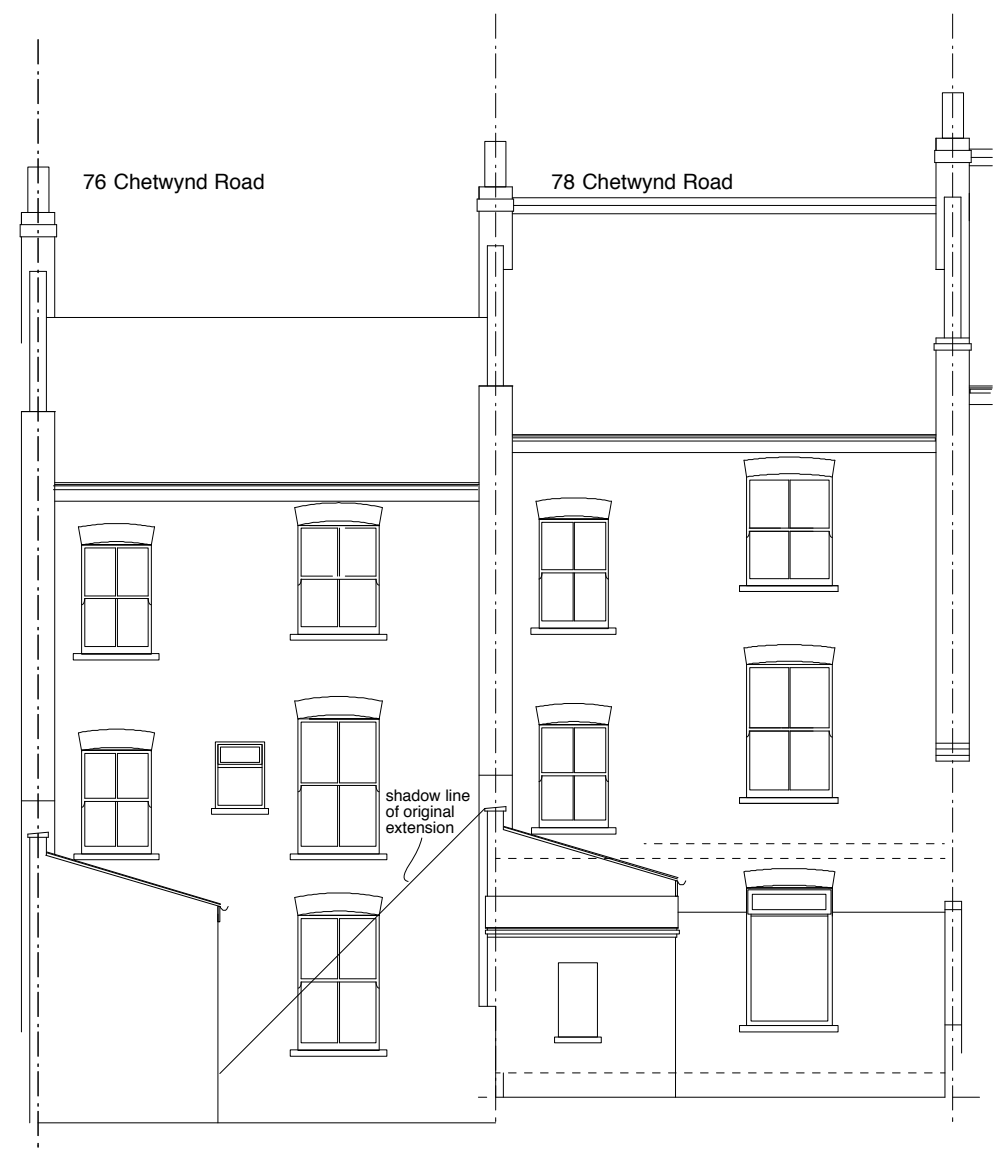 76 Chetwynd Road
78 Chetwynd Road
shadow line
of original
extension